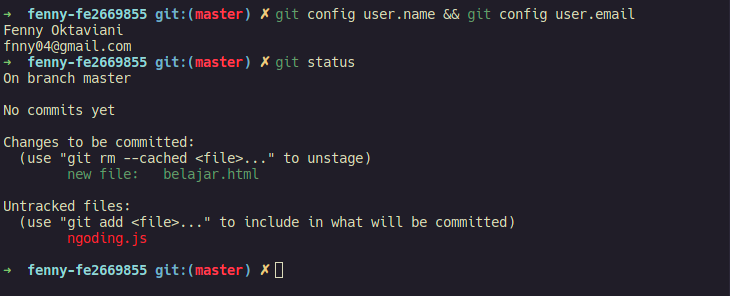 ➜  fenny-fe2669855 git:(master) ✗ git config user.name && git config user.email
Fenny Oktaviani
fnny04@gmail.com
➜  fenny-fe2669855 git:(master) ✗ git status
On branch master
No commits yet
Changes to be committed:
  (use "git rm --cached <file>..." to unstage)
        new file:   belajar.html
Untracked files:
  (use "git add <file>..." to include in what will be committed)
        ngoding.js
➜  fenny-fe2669855 git:(master) ✗